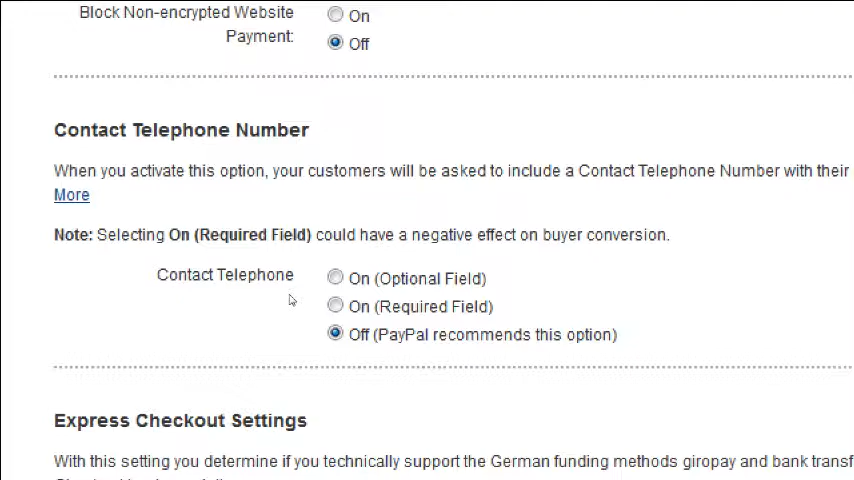 Block Non-encrypted Website
Payment:
On
Off
Contact Telephone Number
When you activate this option, your customers will be asked to include a Contact Telephone Number with their
More
Note: Selecting On (Required Field) could have a negative effect on buyer conversion.
Contact Telephone
On (Optional Field)
On (Required Field)
Off (PayPal recommends this option)
Express Checkout Settings
With this setting you determine if you technically support the German funding methods giropay and bank transf